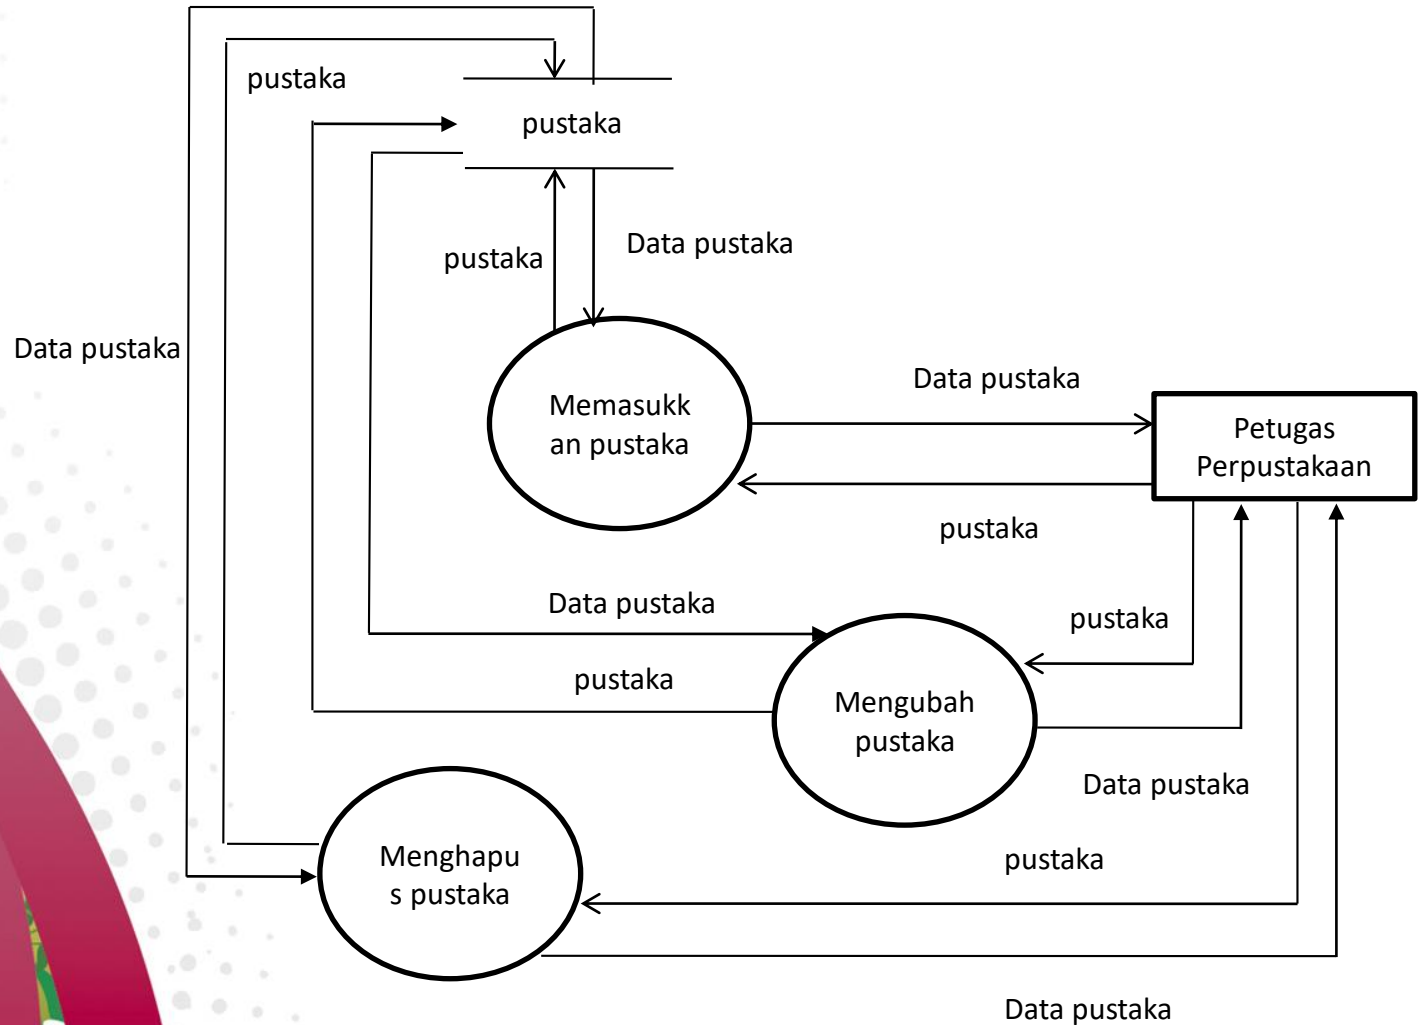 pustaka
pustaka
Data pustaka
pustaka
Data pustaka
Data pustaka
Memasukk
an pustaka
Petugas
Perpustakaan
pustaka
Data pustaka
pustaka
pustaka
Mengubah
pustaka
Data pustaka
Menghapu
s pustaka
pustaka
Data pustaka